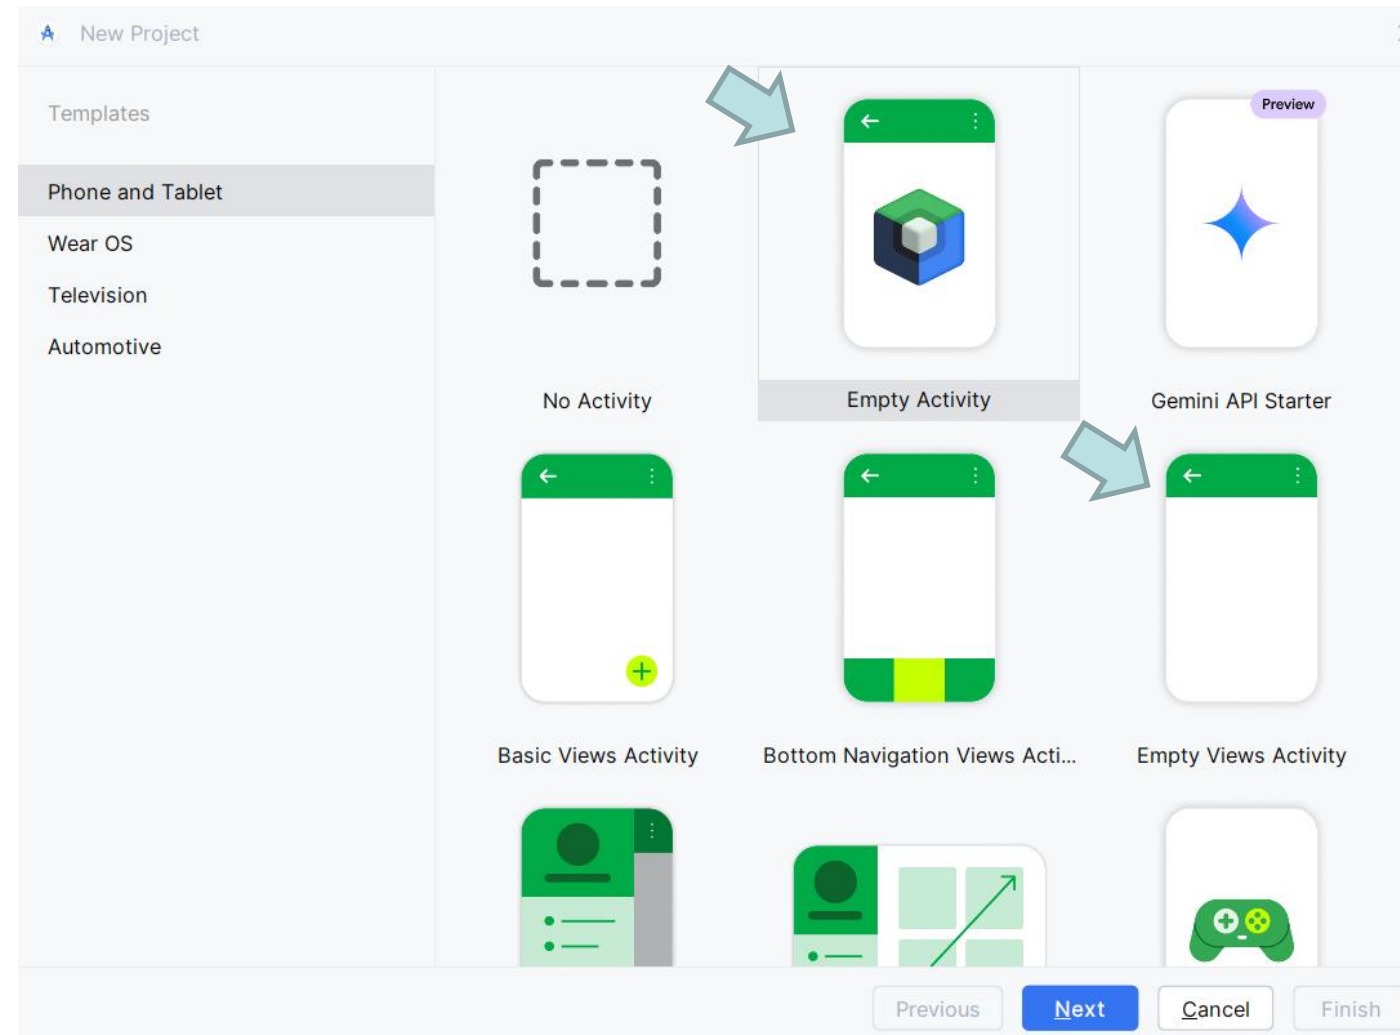 New Project
Templates
Phone and Tablet
Wear OS
Television
Automotive
Preview
No Activity
Empty Activity
Gemini API Starter
Basic Views Activity
Bottom Navigation Views Acti...
Empty Views Activity
Previous
Next
Cancel
Finish